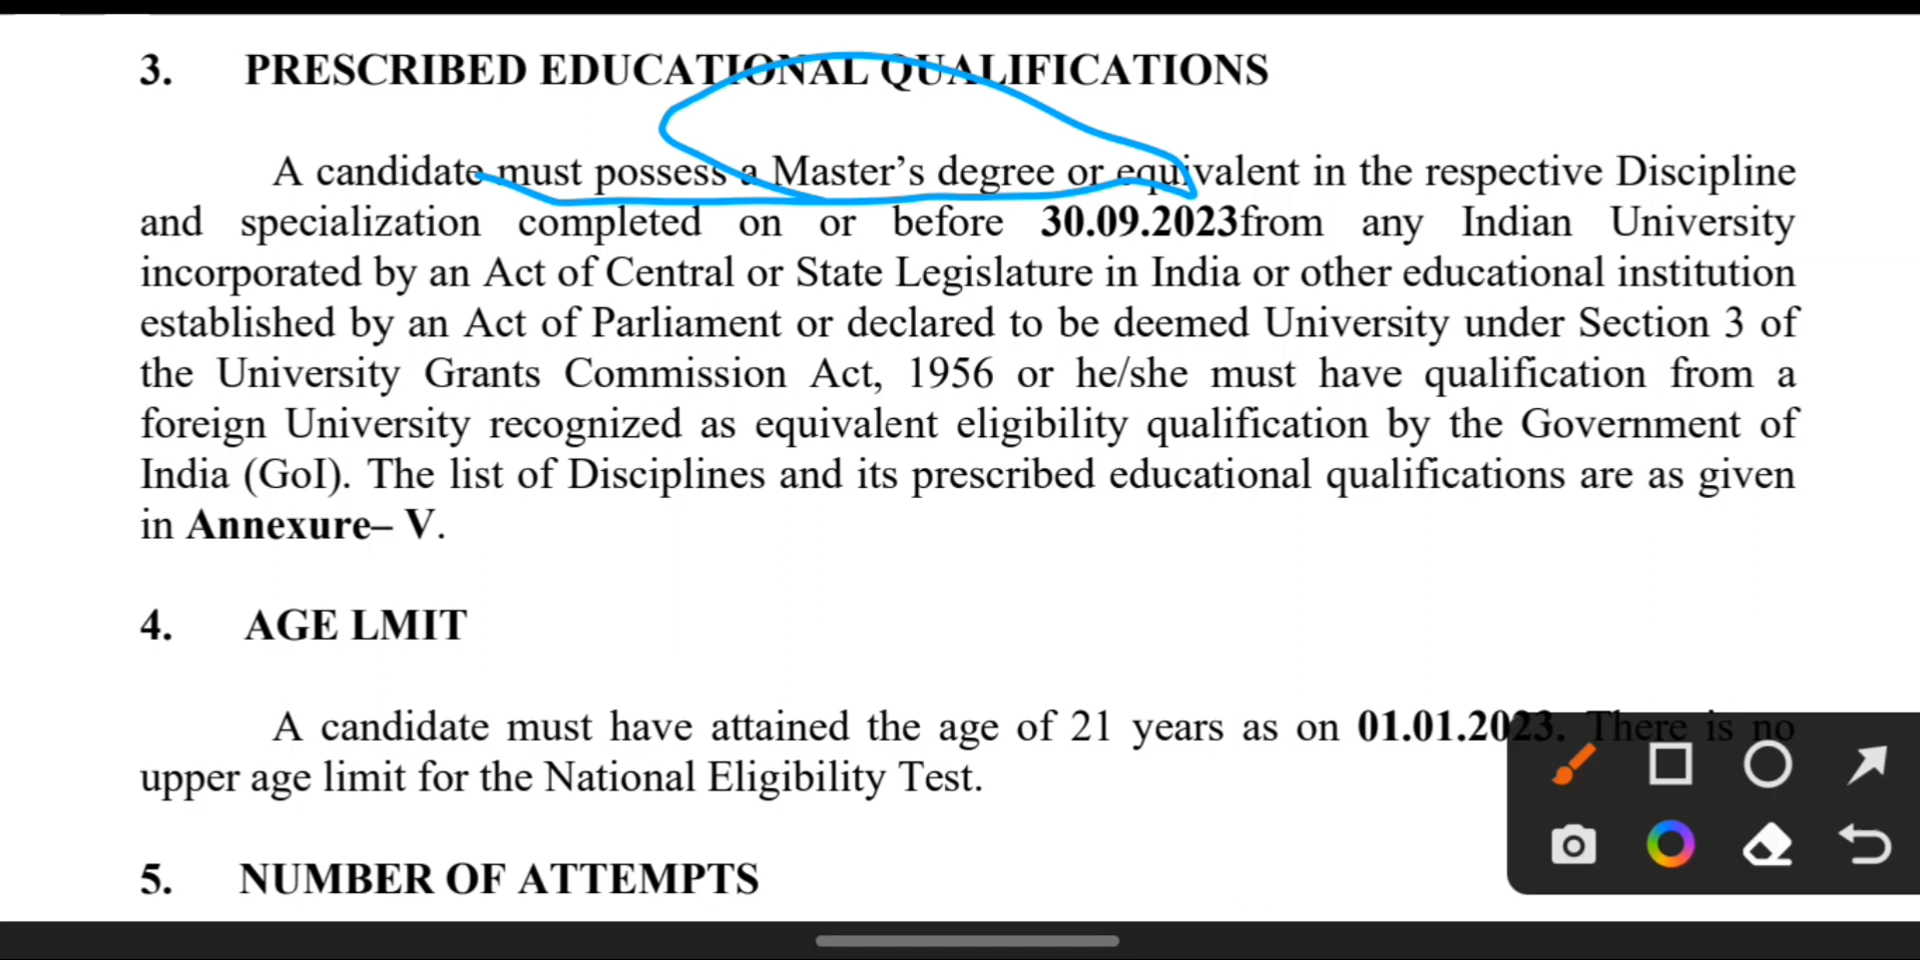 3. PRESCRIBED EDUCATIONAL QUALIFICATIONS
A candidate must possess a Master's degree or equivalent in the respective Discipline
and specialization completed on or before 30.09.2023from any Indian University
incorporated by an Act of Central or State Legislature in India or other educational institution
established by an Act of Parliament or declared to be deemed University under Section 3 of
the University Grants Commission Act, 1956 or he/she must have qualification from a
foreign University recognized as equivalent eligibility qualification by the Government of
India (GoI). The list of Disciplines and its prescribed educational qualifications are as given
in Annexure– V.
4. AGE LMIT
A candidate must have attained the age of 21 years as on 01.01.2023. There is no
upper age limit for the National Eligibility Test.
5. NUMBER OF ATTEMPTS